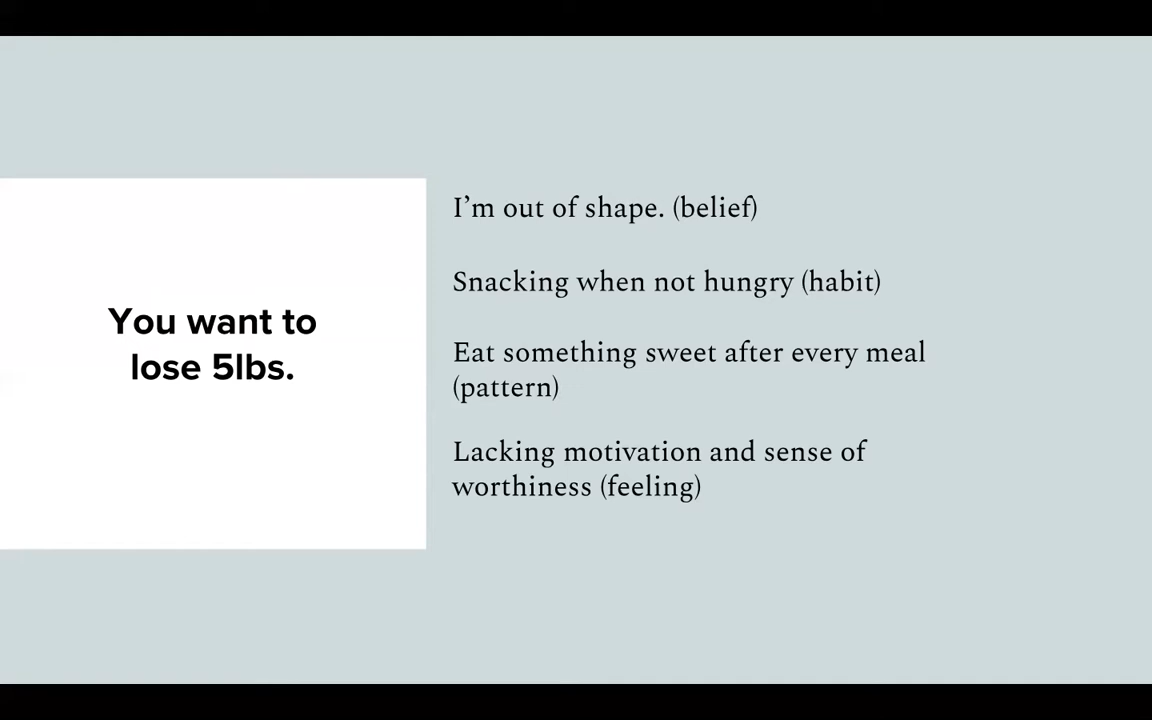 You want to
lose 5lbs.
I’m out of shape. (belief)
Snacking when not hungry (habit)
Eat something sweet after every meal
(pattern)
Lacking motivation and sense of
worthiness (feeling)